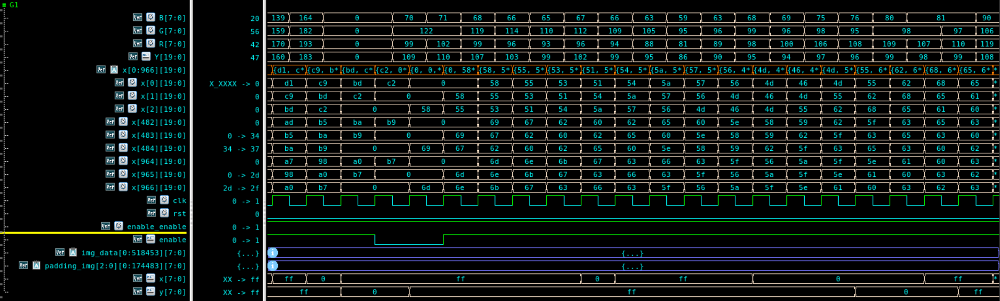 G1
B[7:0] 20 139 164 0 70 71 68 66 65 67 66 63 59 63 68 69 75 76 80 81 90
G[7:0] 56 159 182 0 122 119 114 110 112 109 105 95 96 99 96 98 95 98 97 106
R[7:0] 42 170 193 0 99 102 99 96 93 96 94 88 81 89 98 100 106 108 109 107 110 119
Y[19:0] 47 160 183 0 109 110 107 103 99 102 99 95 86 90 95 94 97 96 99 98 99 108
x[0:966][19:0] {d1, c* {c9, b* {bd, c* {c2, 0* {0, 0,* {0, 58* {58, 5* {55, 5* {53, 5* {51, 5* {54, 5* {5a, 5* {57, 5* {56, 4* {4d, 4* {46, 4* {4d, 5* {55, 6* {62, 6* {68, 6* {65, 6* *
x[0][19:0] X_XXXX -> 0 d1 c9 bd c2 0 58 55 53 51 54 5a 57 56 4d 46 4d 55 62 68 65 *
x[1][19:0] 0 c9 bd c2 0 58 55 53 51 54 5a 57 56 4d 46 4d 55 62 68 65 61 *
x[2][19:0] 0 bd c2 0 58 55 53 51 54 5a 57 56 4d 46 4d 55 62 68 65 61 60 *
x[482][19:0] 0 ad b5 ba b9 0 69 67 62 60 62 65 60 5e 58 59 62 5f 63 65 63 *
x[483][19:0] 0 -> 34 b5 ba b9 0 69 67 62 60 62 65 60 5e 58 59 62 5f 63 65 63 60 *
x[484][19:0] 34 -> 37 ba b9 0 69 67 62 60 62 65 60 5e 58 59 62 5f 63 65 63 60 62 *
x[964][19:0] 0 a7 98 a0 b7 0 6d 6e 6b 67 63 66 63 5f 56 5a 5f 5e 61 60 63 *
x[965][19:0] 0 -> 2d 98 a0 b7 0 6d 6e 6b 67 63 66 63 5f 56 5a 5f 5e 61 60 63 62 *
x[966][19:0] 2d -> 2f a0 b7 0 6d 6e 6b 67 63 66 63 5f 56 5a 5f 5e 61 60 63 62 63 *
clk 0 -> 1
rst 0
enable_enable 0 -> 1
enable 0 -> 1
img_data[0:518453][7:0] {...} i {...}
padding_img[2:0][0:174483][7:0] {...} i {...}
x[7:0] XX -> ff ff 0 ff 0 ff 0 ff *
y[7:0] XX -> ff ff 0 ff 0 ff